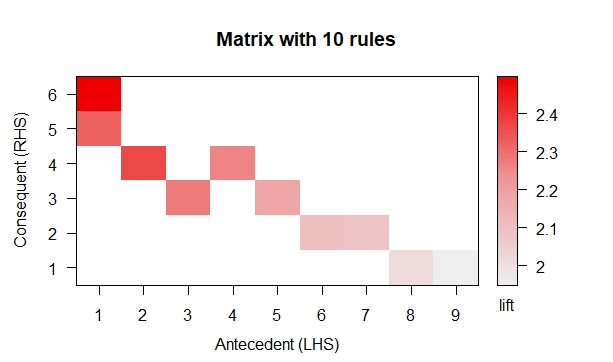 Matrix with 10 rules
Consequent (RHS)
6
5
4
3
2
1
1 2 3 4 5 6 7 8 9
Antecedent (LHS)
2.4
2.3
2.2
2.1
2
lift